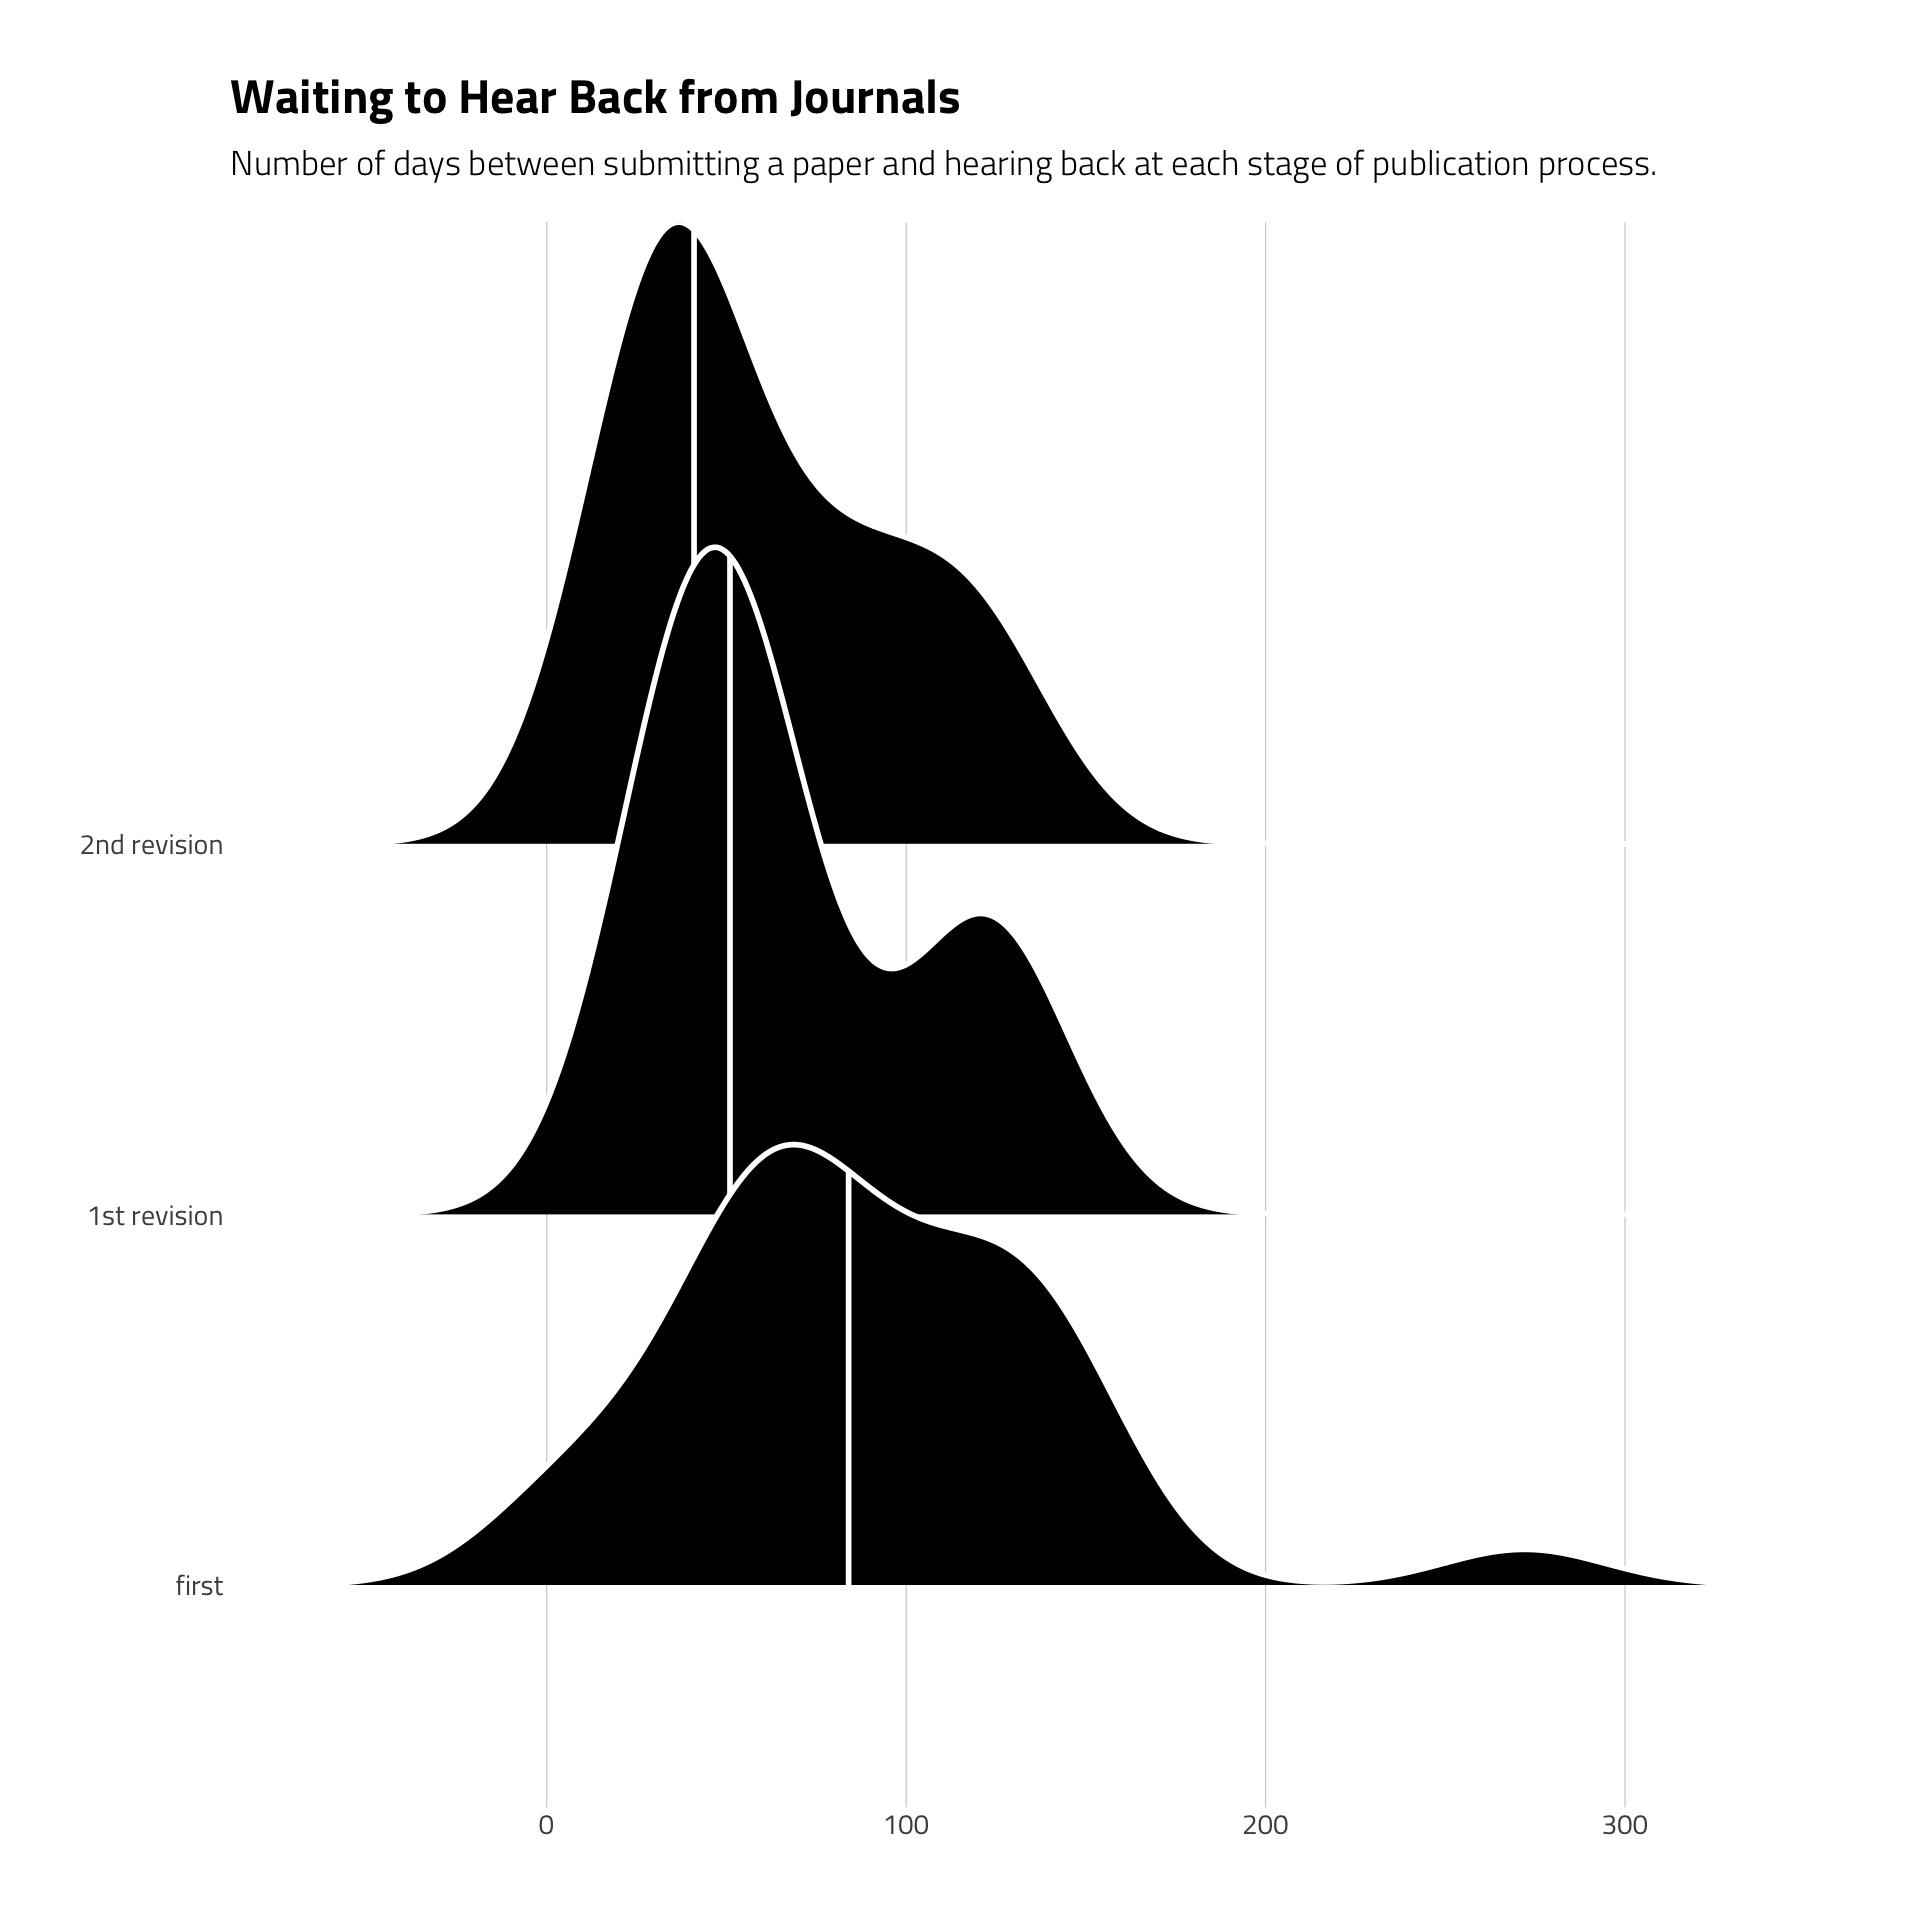 Waiting to Hear Back from Journals
Number of days between submitting a paper and hearing back at each stage of publication process.
2nd revision
1st revision
first
0 100 200 300